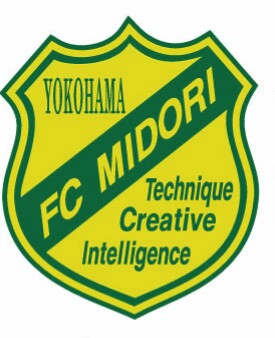 YOKOHAMA
FC MIDORI
Technique
Creative
Intelligence